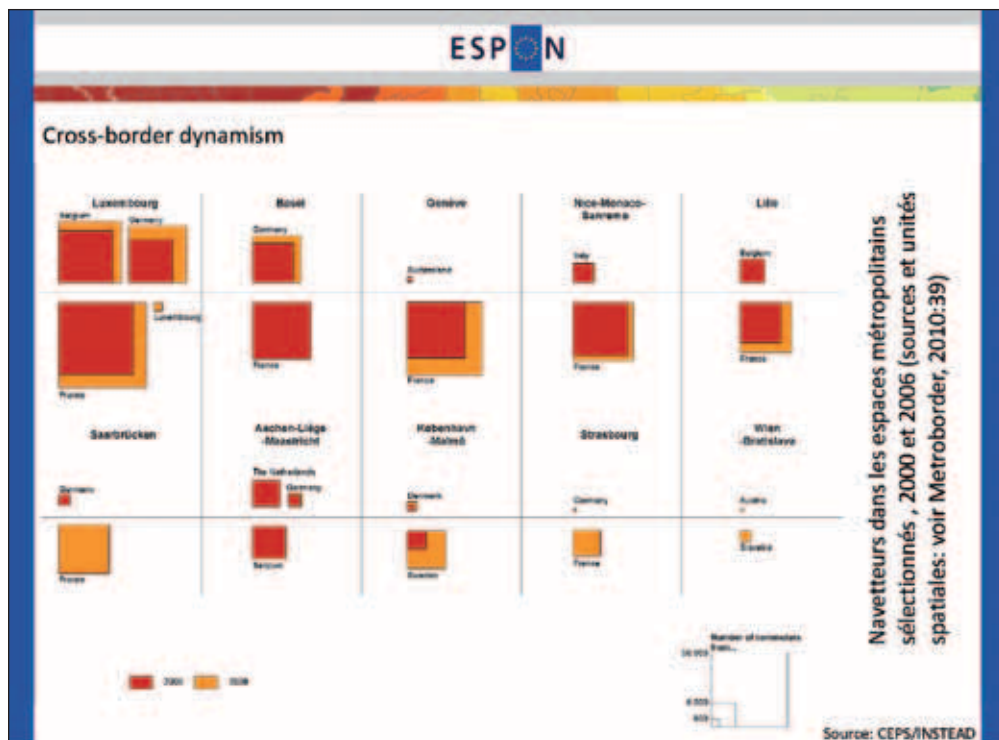 ESPON
Cross-border dynamism
Luxembourg
Basel
Genève
Nice-Monaco-
Sanremo
Lille
Belgium
Germany
Germany
Switzerland
Italy
Belgium
France
Luxembourg
France
France
France
France
Saarbrücken
Aachen-Liège
-Maastricht
København
-Malmö
Strasbourg
Wien
-Bratislava
Germany
The Netherlands
Germany
Denmark
Germany
Austria
France
Belgium
Sweden
France
Slovakia
2000
2006
Number of commuters
from...
Navetteurs dans les espaces métropolitains
sélectionnés , 2000 et 2006 (sources et unités
spatiales: voir Metroborder, 2010:39)
Source: CEPS/INSTEAD